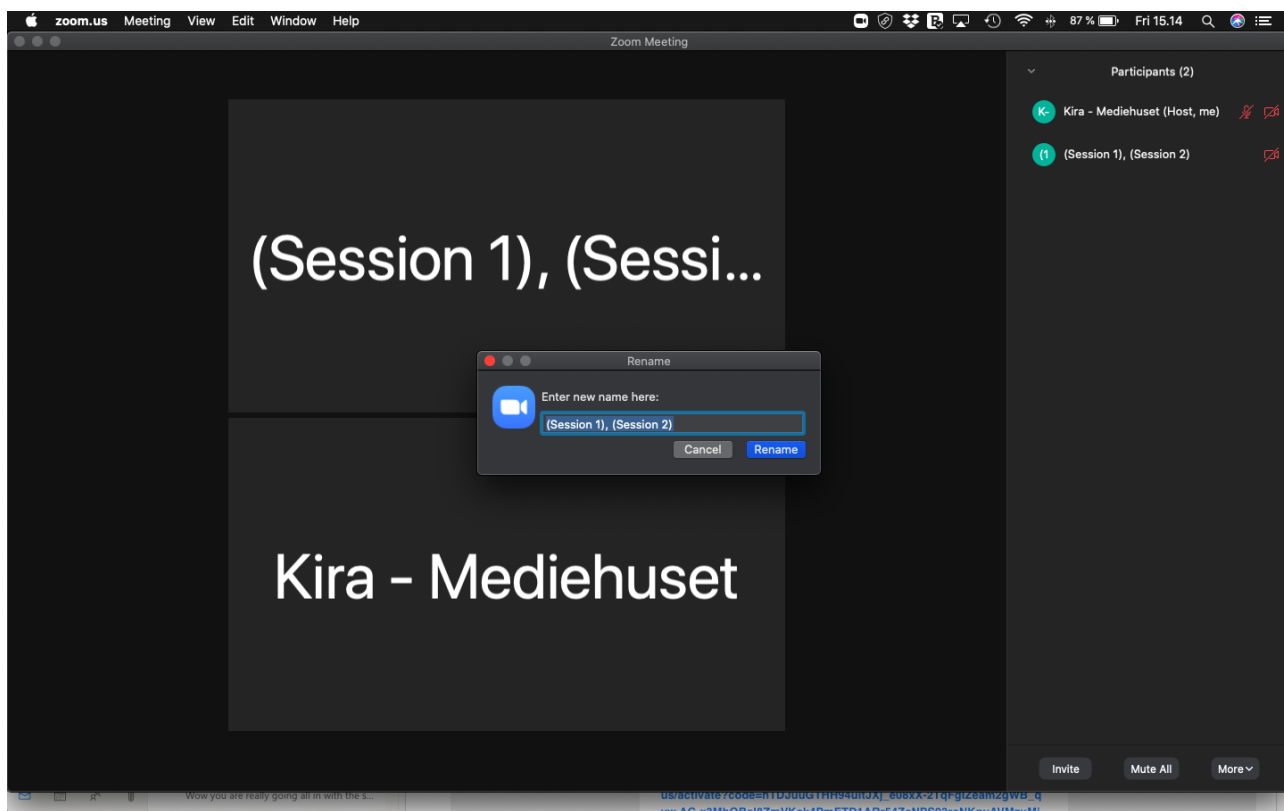 zoom.us Meeting View Edit Window Help 87 % Fri 15.14
Zoom Meeting
Participants (2)
K- Kira - Mediehuset (Host, me)
(1 (Session 1), (Session 2)
(Session 1), (Sessi...
Rename
Enter new name here:
(Session 1), (Session 2)
Cancel Rename
Kira - Mediehuset
Invite Mute All More
Wow you are really going all in with the s...